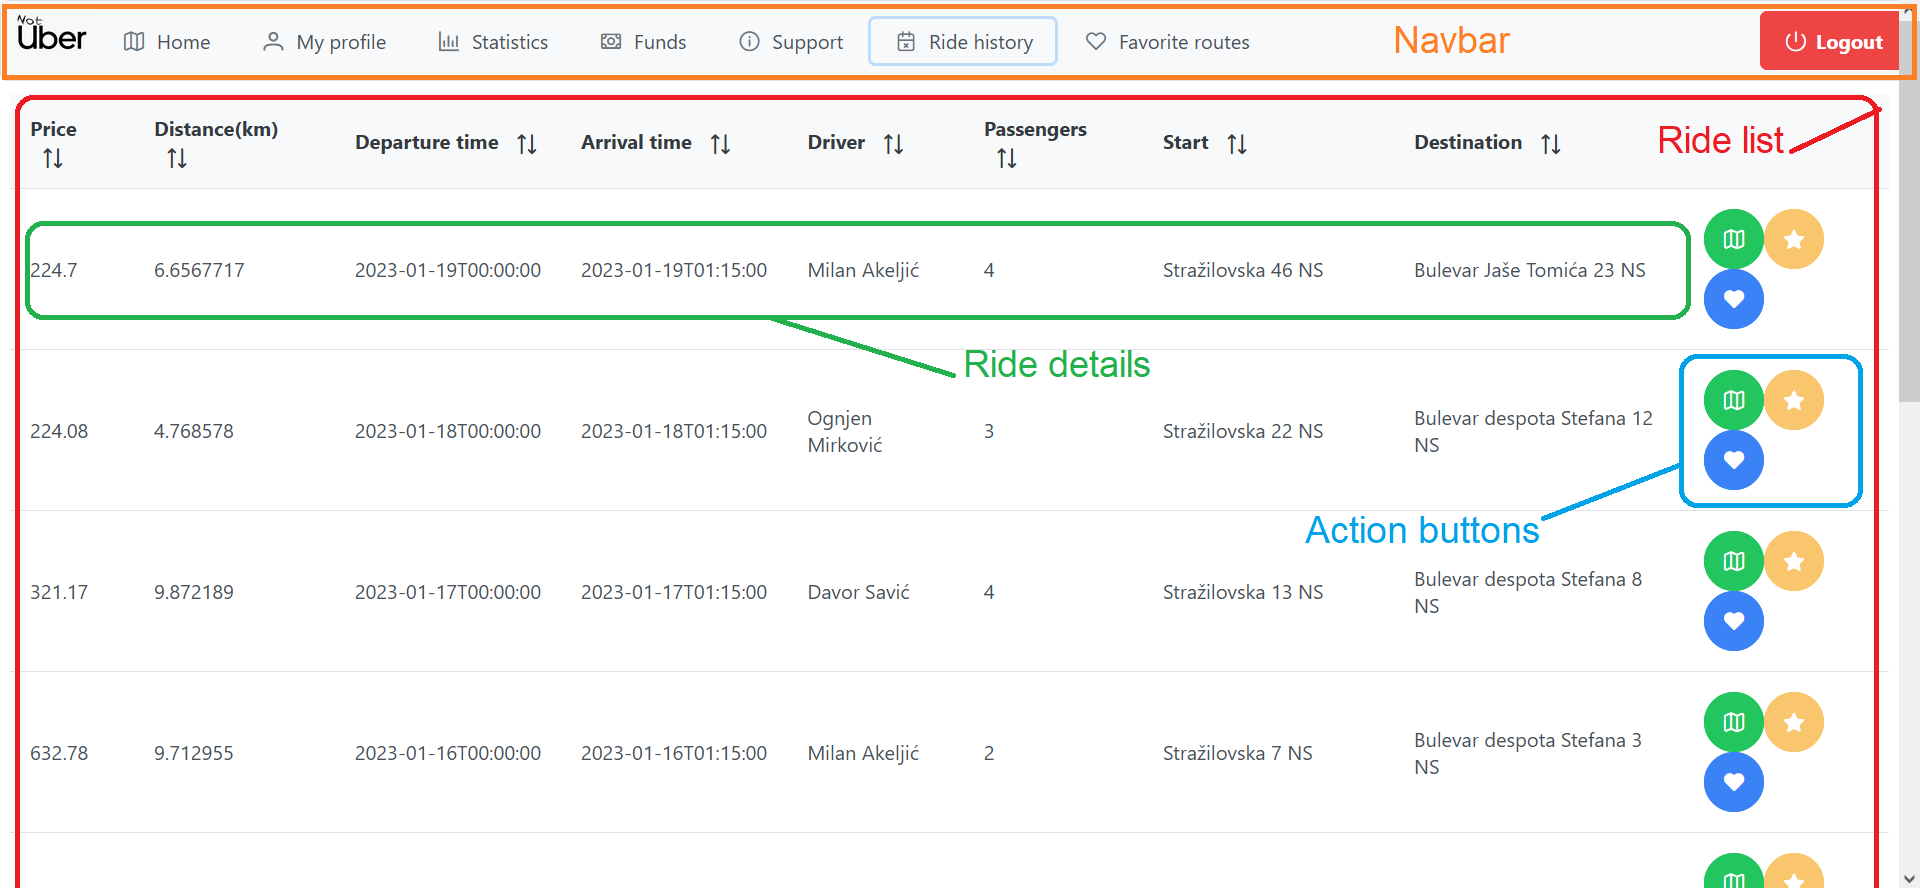 Not
Uber
Home My profile Statistics Funds Support Ride history Favorite routes Navbar Logout
Price Distance(km) Departure time Arrival time Driver Passengers Start Destination Ride list
224.7 6.6567717 2023-01-19T00:00:00 2023-01-19T01:15:00 Milan Akeljić 4 Stražilovska 46 NS Bulevar Jaše Tomića 23 NS
Ride details
224.08 4.768578 2023-01-18T00:00:00 2023-01-18T01:15:00 Ognjen Mirković 3 Stražilovska 22 NS Bulevar despota Stefana 12 NS
Action buttons
321.17 9.872189 2023-01-17T00:00:00 2023-01-17T01:15:00 Davor Savić 4 Stražilovska 13 NS Bulevar despota Stefana 8 NS
632.78 9.712955 2023-01-16T00:00:00 2023-01-16T01:15:00 Milan Akeljić 2 Stražilovska 7 NS Bulevar despota Stefana 3 NS